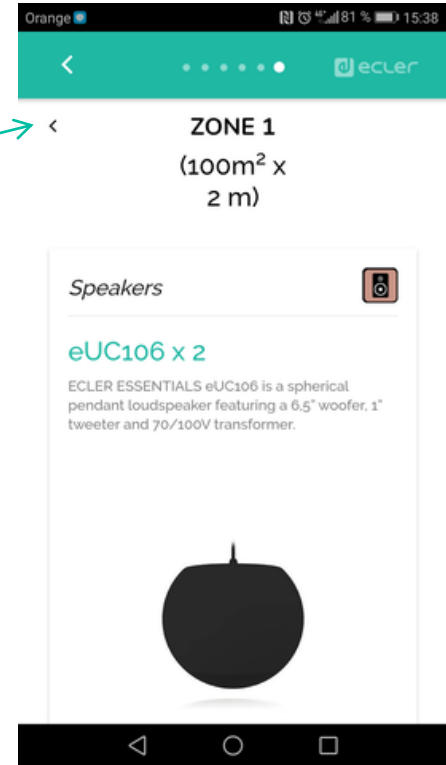 Orange 81 % 15:38
ecler
ZONE 1
(100m² x
2 m)
Speakers
eUC106 x 2
ECLER ESSENTIALS eUC106 is a spherical
pendant loudspeaker featuring a 6,5" woofer, 1"
tweeter and 70/100V transformer.